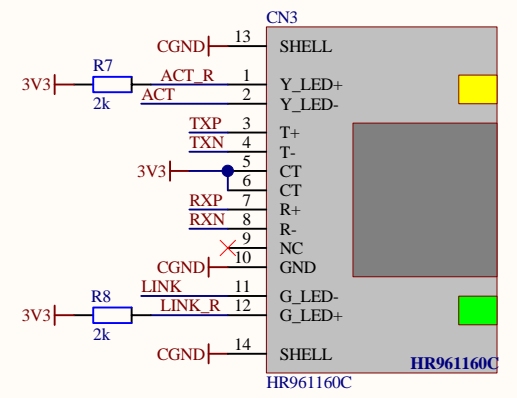 CN3
CGND 13 SHELL
R7
3V3 ACT_R 1 Y_LED+
2k ACT 2 Y_LED-
TXP 3 T+
TXN 4 T-
3V3 5 CT
6 CT
RXP 7 R+
RXN 8 R-
9 NC
CGND 10 GND
LINK 11 G_LED-
R8
3V3 LINK_R 12 G_LED+
2k
CGND 14 SHELL
HR961160C
HR961160C